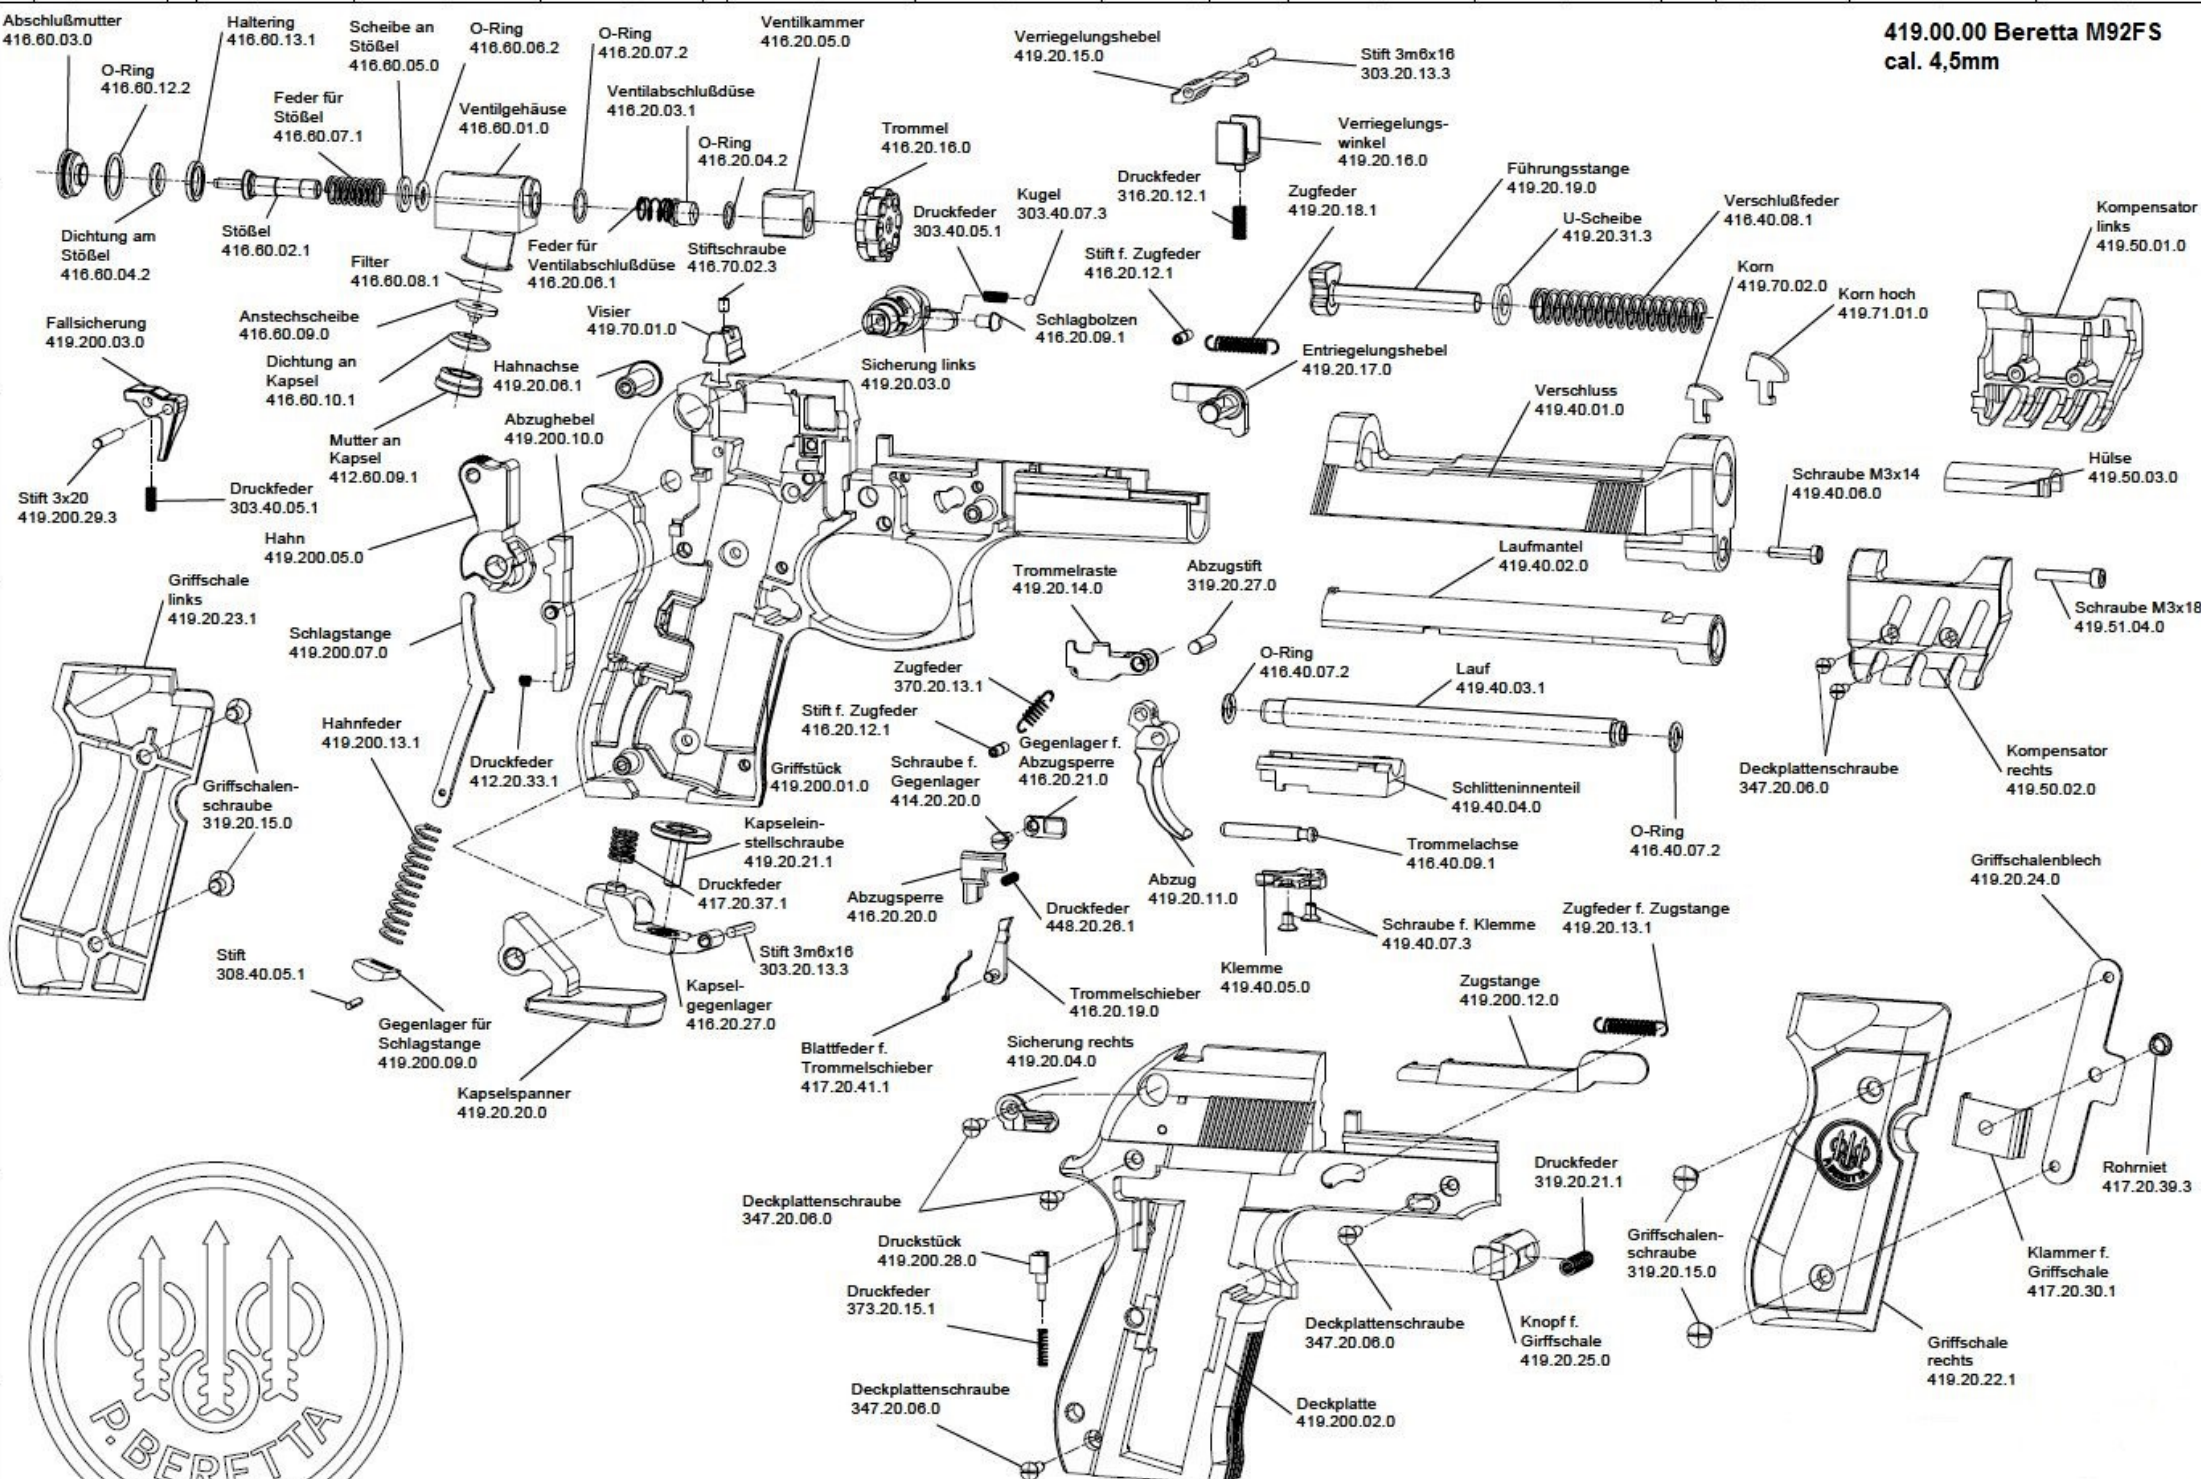 419.00.00 Beretta M92FS
cal. 4,5mm
Abschlußmutter
416.60.03.0
O-Ring
416.60.12.2
Haltering
416.60.13.1
Scheibe an
Stößel
416.60.05.0
O-Ring
416.60.06.2
O-Ring
416.20.07.2
Ventilkammer
416.20.05.0
Feder für
Stößel
416.60.07.1
Ventilgehäuse
416.60.01.0
Ventilabschlußdüse
416.20.03.1
O-Ring
416.20.04.2
Trommel
416.20.16.0
Verriegelungshebel
419.20.15.0
Stift 3m6x16
303.20.13.3
Verriegelungs-
winkel
419.20.16.0
Druckfeder
316.20.12.1
Kugel
303.40.07.3
Druckfeder
303.40.05.1
Zugfeder
419.20.18.1
Führungsstange
419.20.19.0
U-Scheibe
419.20.31.3
Verschlußfeder
416.40.08.1
Kompensator
links
419.50.01.0
Dichtung am
Stößel
416.60.04.2
Stößel
416.60.02.1
Filter
416.60.08.1
Feder für
Ventilabschlußdüse
416.20.06.1
Stiftschraube
416.70.02.3
Stift f. Zugfeder
416.20.12.1
Korn
419.70.02.0
Korn hoch
419.71.01.0
Fallsicherung
419.200.03.0
Anstechscheibe
416.60.09.0
Visier
419.70.01.0
Schlagbolzen
416.20.09.1
Sicherung links
419.20.03.0
Entriegelungshebel
419.20.17.0
Dichtung an
Kapsel
416.60.10.1
Hahnachse
419.20.06.1
Verschluss
419.40.01.0
Abzughebel
419.200.10.0
Mutter an
Kapsel
412.60.09.1
Stift 3x20
419.200.29.3
Druckfeder
303.40.05.1
Schraube M3x14
419.40.06.0
Hülse
419.50.03.0
Hahn
419.200.05.0
Griffschale
links
419.20.23.1
Schlagstange
419.200.07.0
Trommelraste
419.20.14.0
Abzugstift
319.20.27.0
Laufmantel
419.40.02.0
Schraube M3x18
419.51.04.0
Zugfeder
370.20.13.1
O-Ring
416.40.07.2
Lauf
419.40.03.1
Stift f. Zugfeder
416.20.12.1
Hahnfeder
419.200.13.1
Druckfeder
412.20.33.1
Griffstück
419.200.01.0
Schraube f.
Gegenlager
414.20.20.0
Gegenlager f.
Abzugsperre
416.20.21.0
Griffschalen-
schraube
319.20.15.0
Schlitteninnenteil
419.40.04.0
Deckplattenschraube
347.20.06.0
Kompensator
rechts
419.50.02.0
Kapselein-
stellschraube
419.20.21.1
Trommelachse
416.40.09.1
O-Ring
416.40.07.2
Druckfeder
417.20.37.1
Abzugsperre
416.20.20.0
Druckfeder
448.20.26.1
Abzug
419.20.11.0
Griffschalenblech
419.20.24.0
Schraube f. Klemme
419.40.07.3
Zugfeder f. Zugstange
419.20.13.1
Stift
308.40.05.1
Stift 3m6x16
303.20.13.3
Klemme
419.40.05.0
Kapsel-
gegenlager
416.20.27.0
Trommelschieber
416.20.19.0
Zugstange
419.200.12.0
Gegenlager für
Schlagstange
419.200.09.0
Sicherung rechts
419.20.04.0
Blattfeder f.
Trommelschieber
417.20.41.1
Kapselspanner
419.20.20.0
Deckplattenschraube
347.20.06.0
Druckfeder
319.20.21.1
Rohrniet
417.20.39.3
Druckstück
419.200.28.0
Griffschalen-
schraube
319.20.15.0
Klammer f.
Griffschale
417.20.30.1
Druckfeder
373.20.15.1
Deckplattenschraube
347.20.06.0
Knopf f.
Girffschale
419.20.25.0
Griffschale
rechts
419.20.22.1
Deckplattenschraube
347.20.06.0
Deckplatte
419.200.02.0
P. BERETTA